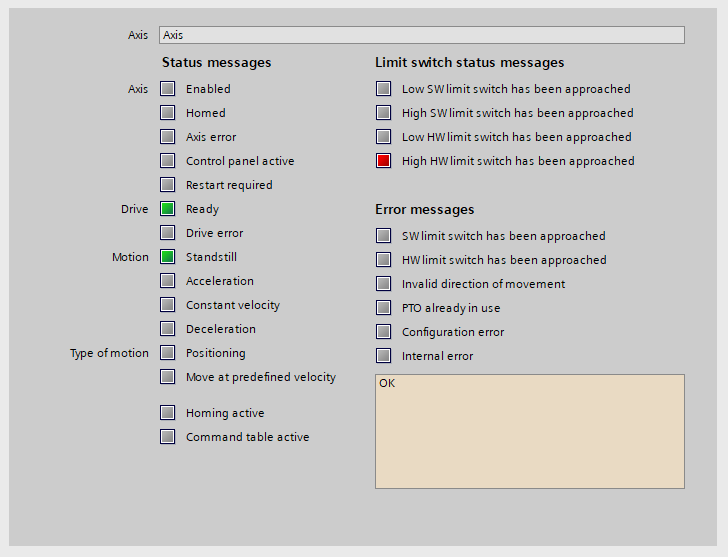 Axis Axis
Status messages
Axis Enabled
Homed
Axis error
Control panel active
Restart required
Drive Ready
Drive error
Motion Standstill
Acceleration
Constant velocity
Deceleration
Type of motion Positioning
Move at predefined velocity
Homing active
Command table active
Limit switch status messages
Low SW limit switch has been approached
High SW limit switch has been approached
Low HW limit switch has been approached
High HW limit switch has been approached
Error messages
SW limit switch has been approached
HW limit switch has been approached
Invalid direction of movement
PTO already in use
Configuration error
Internal error
OK